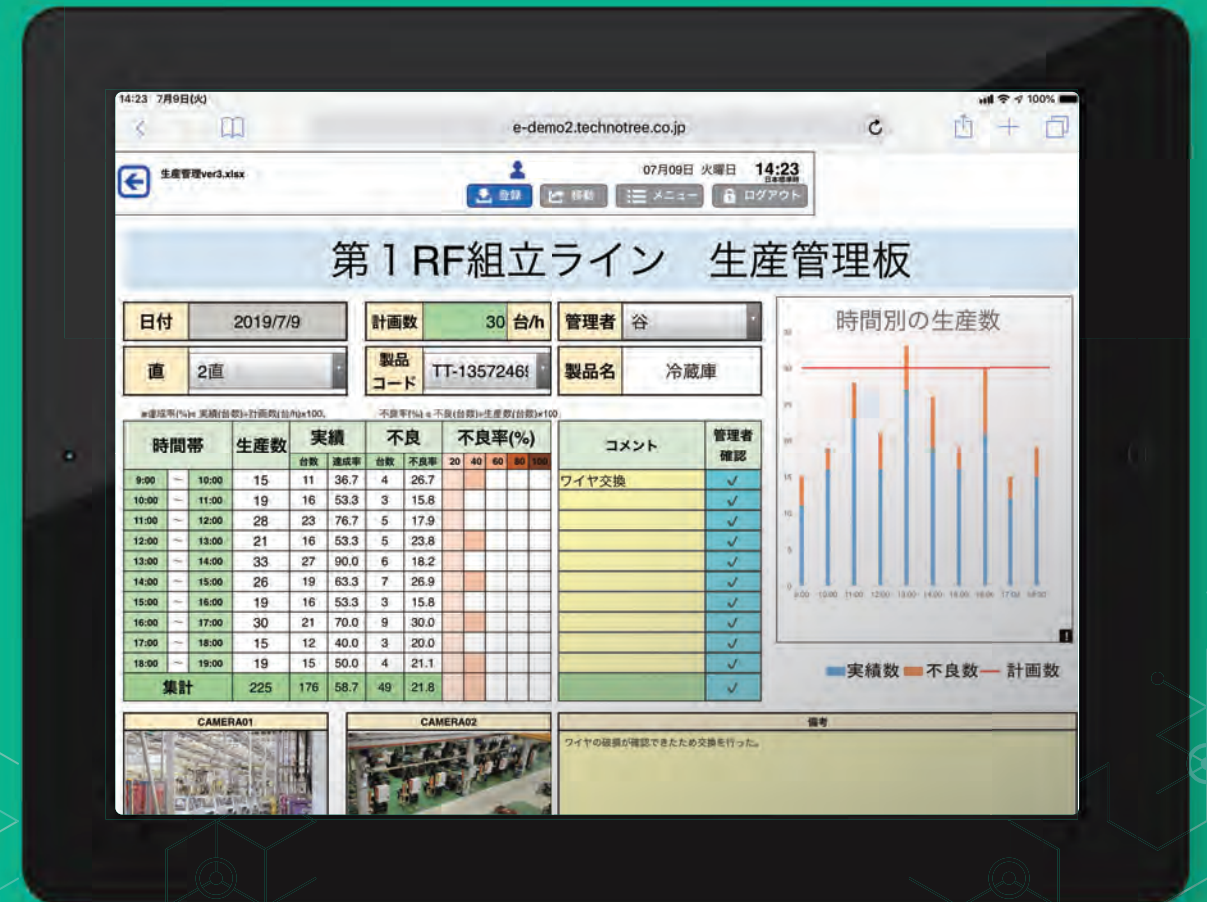 14:23 7月9日(火)
100%
e-demo2.technotree.co.jp
生産管理ver3.xlsx
07月09日 火曜日 14:23
日本標準時
登録 移動 メニュー ログアウト
第1RF組立ライン 生産管理板
日付 2019/7/9 計画数 30 台/h 管理者 谷
直 2直 製品コード TT-1357246 製品名 冷蔵庫
時間帯 生産数 実績 不良 不良率(%) コメント 管理者確認
台数 達成率 台数 不良率 20 40 60 80 100
9:00 ~ 10:00 15 11 36.7 4 26.7 ワイヤ交換 ✓
10:00 ~ 11:00 19 16 53.3 3 15.8 ✓
11:00 ~ 12:00 28 23 76.7 5 17.9 ✓
12:00 ~ 13:00 21 16 53.3 5 23.8 ✓
13:00 ~ 14:00 33 27 90.0 6 18.2 ✓
14:00 ~ 15:00 26 19 63.3 7 26.9 ✓
15:00 ~ 16:00 19 16 53.3 3 15.8 ✓
16:00 ~ 17:00 30 21 70.0 9 30.0 ✓
17:00 ~ 18:00 15 12 40.0 3 20.0 ✓
18:00 ~ 19:00 19 15 50.0 4 21.1 ✓
集計 225 176 58.7 49 21.8 ✓
時間別の生産数
実績数 不良数 計画数
CAMERA01 CAMERA02 備考
ワイヤの破損が確認できたため交換を行った。